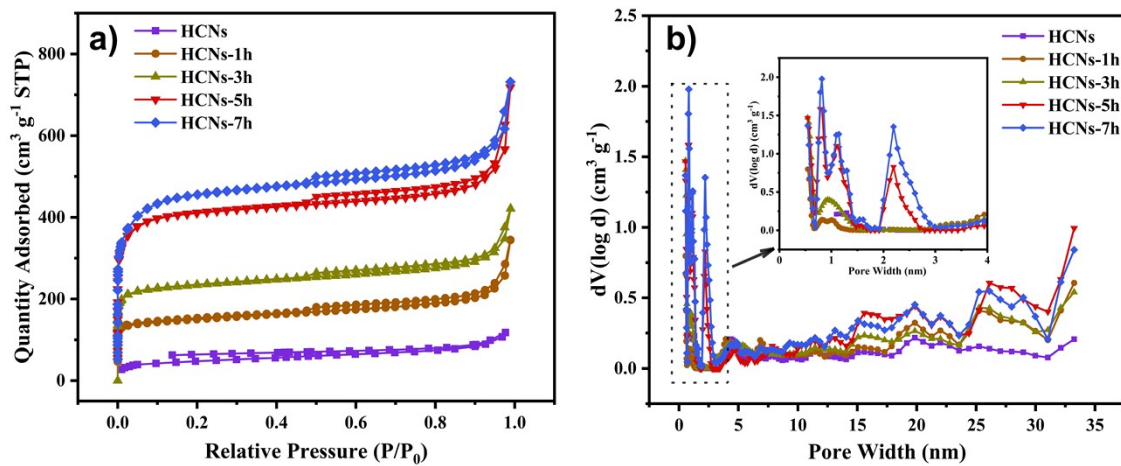 a)
HCNs
HCNs-1h
HCNs-3h
HCNs-5h
HCNs-7h
Quantity Adsorbed (cm³ g⁻¹ STP)
800
600
400
200
0
0.0 0.2 0.4 0.6 0.8 1.0
Relative Pressure (P/P₀)
b)
HCNs
HCNs-1h
HCNs-3h
HCNs-5h
HCNs-7h
dV(log d) (cm³ g⁻¹)
2.5
2.0
1.5
1.0
0.5
0.0
0 5 10 15 20 25 30 35
Pore Width (nm)
dV(log d) (cm³ g⁻¹)
2.0
1.5
1.0
0.5
0.0
0 1 2 3 4
Pore Width (nm)